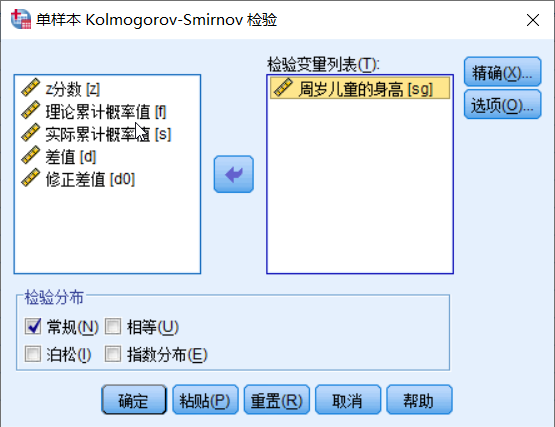 单样本 Kolmogorov-Smirnov 检验
检验变量列表(T):
z分数 [z]
理论累计概率值 [f]
实际累计概率值 [s]
差值 [d]
修正差值 [d0]
周岁儿童的身高 [sg]
精确(X)...
选项(O)...
检验分布
常规(N) 相等(U)
泊松(I) 指数分布(E)
确定 粘贴(P) 重置(R) 取消 帮助